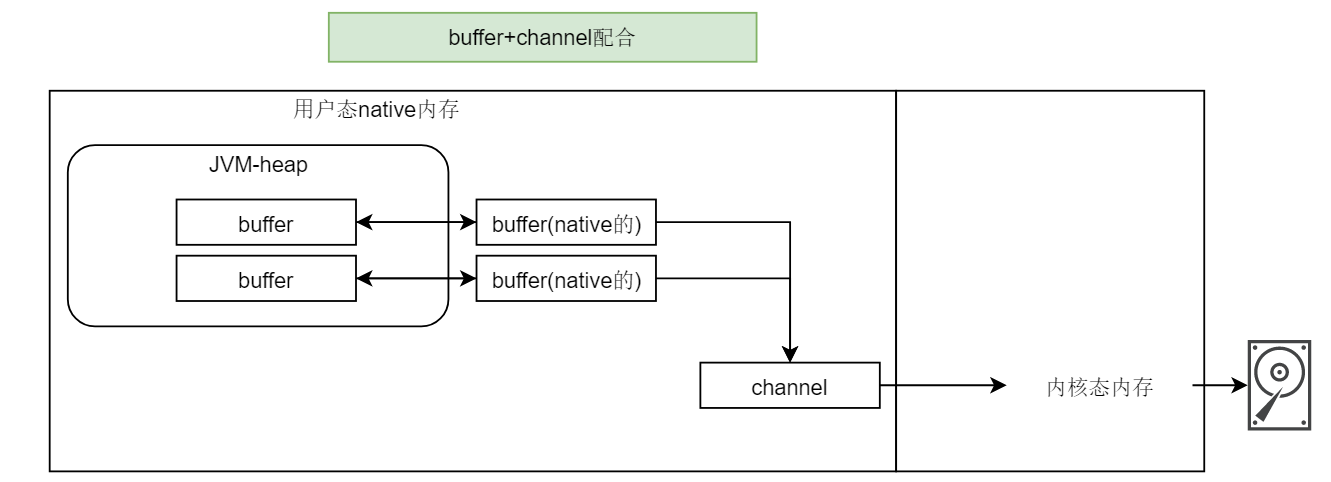 buffer+channel配合
用户态native内存
JVM-heap
buffer
buffer(native的)
buffer
buffer(native的)
channel
内核态内存